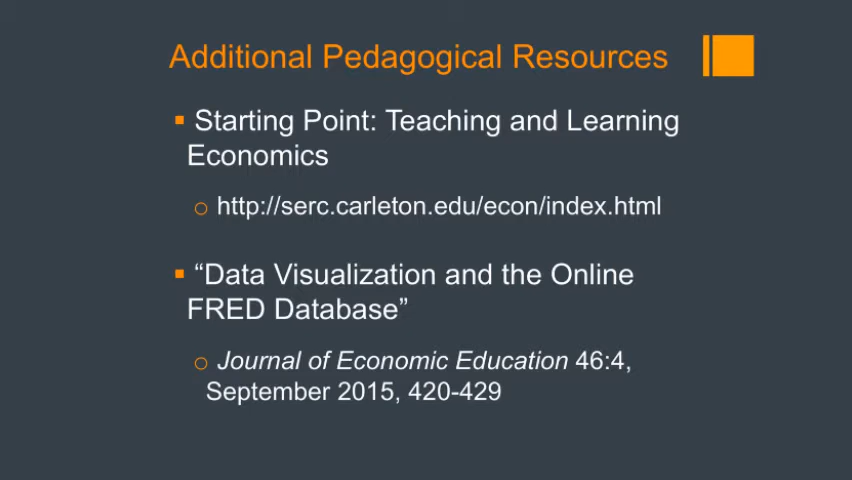 Additional Pedagogical Resources
Starting Point: Teaching and Learning
Economics
http://serc.carleton.edu/econ/index.html
“Data Visualization and the Online
FRED Database”
Journal of Economic Education 46:4,
September 2015, 420-429